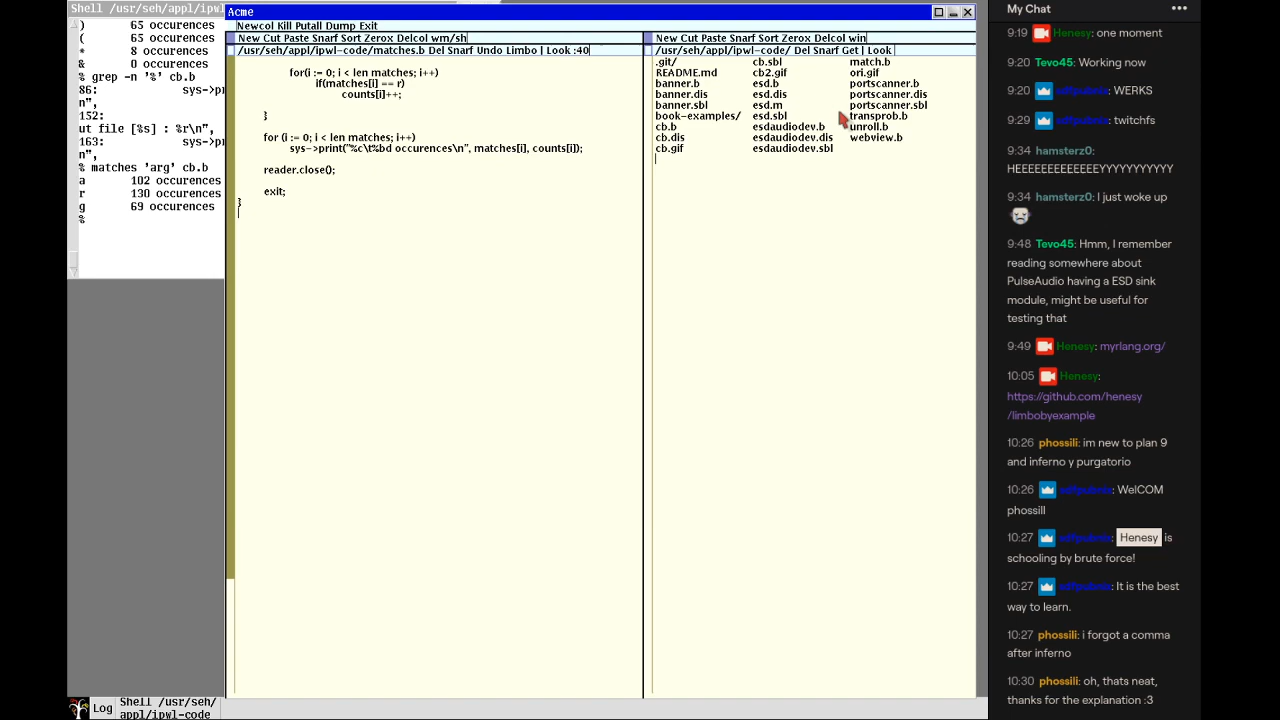 Shell /usr/seh/appl/ipwl
)	65 occurences
(	65 occurences
*	8 occurences
&	0 occurences
% grep -n '%' cb.b
86:	sys->pr
n",
152:
ut file [%s] : %r\n",
163:	sys->pr
n",
% matches 'arg' cb.b
a	102 occurences
r	130 occurences
g	69 occurences
%
Acme
Newcol Kill Putall Dump Exit
New Cut Paste Snarf Sort Zerox Delcol wm/sh
/usr/seh/appl/ipwl-code/matches.b Del Snarf Undo Limbo | Look :40
for(i := 0; i < len matches; i++)
if(matches[i] == r)
counts[i]++;
}
for (i := 0; i < len matches; i++)
sys->print("%c\t%bd occurences\n", matches[i], counts[i]);
reader.close();
exit;
}
New Cut Paste Snarf Sort Zerox Delcol win
/usr/seh/appl/ipwl-code/ Del Snarf Get | Look
.git/	cb.sbl	match.b
README.md	cb2.gif	ori.gif
banner.b	esd.b	portscanner.b
banner.dis	esd.dis	portscanner.dis
banner.sbl	esd.m	portscanner.sbl
book-examples/	esd.sbl	transprob.b
cb.b	esdaudiodev.b	unroll.b
cb.dis	esdaudiodev.dis	webview.b
cb.gif	esdaudiodev.sbl
Log
Shell /usr/seh/
appl/ipwl-code
My Chat
9:19 Henesy: one moment
9:20 Tevo45: Working now
9:20 sdfpubnix: WERKS
9:29 sdfpubnix: twitchfs
9:34 hamsterz0:
HEEEEEEEEEEEEEYYYYYYYYYYY
9:34 hamsterz0: I just woke up
9:48 Tevo45: Hmm, I remember
reading somewhere about
PulseAudio having a ESD sink
module, might be useful for
testing that
9:49 Henesy: myrlang.org/
10:05 Henesy:
https://github.com/henesy
/limbobyexample
10:26 phossili: im new to plan 9
and inferno y purgatorio
10:26 sdfpubnix: WelCOM
phossill
10:27 sdfpubnix: Henesy is
schooling by brute force!
10:27 sdfpubnix: It is the best
way to learn.
10:27 phossili: i forgot a comma
after inferno
10:30 phossili: oh, thats neat,
thanks for the explanation :3